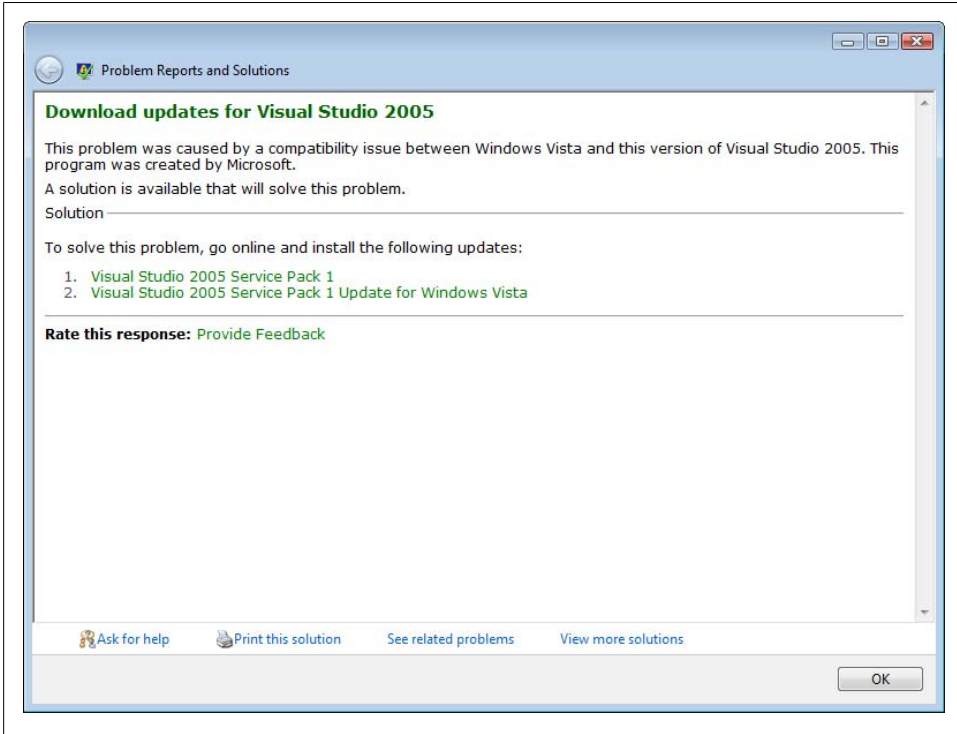 Problem Reports and Solutions
Download updates for Visual Studio 2005
This problem was caused by a compatibility issue between Windows Vista and this version of Visual Studio 2005. This
program was created by Microsoft.
A solution is available that will solve this problem.
Solution
To solve this problem, go online and install the following updates:
1. Visual Studio 2005 Service Pack 1
2. Visual Studio 2005 Service Pack 1 Update for Windows Vista
Rate this response: Provide Feedback
Ask for help Print this solution See related problems View more solutions
OK